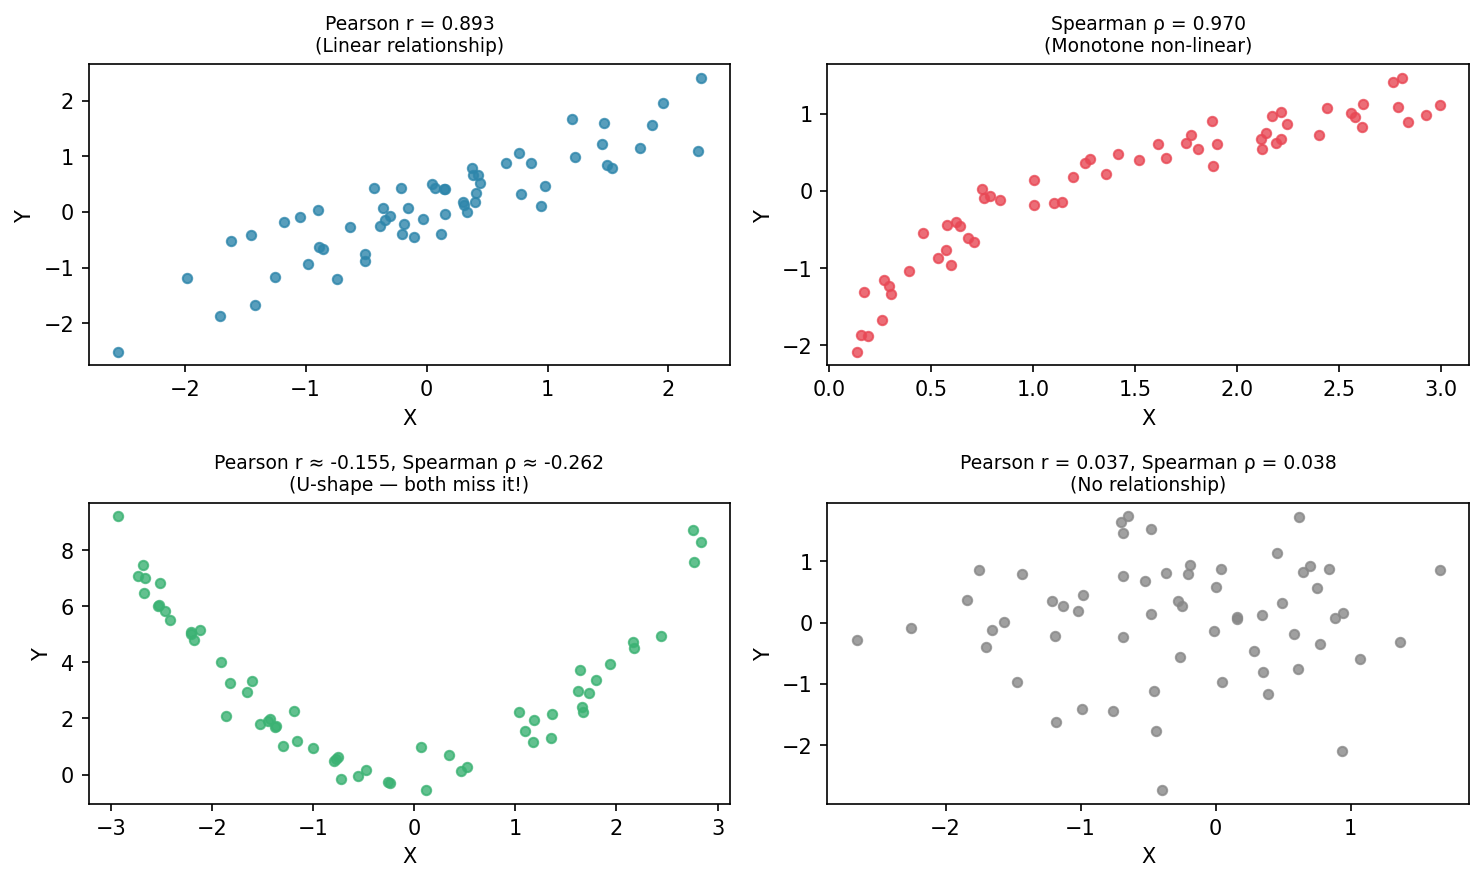 Pearson r = 0.893
(Linear relationship)
2
1
0
−1
−2
Y
−2
−1
0
1
2
X
Spearman ρ = 0.970
(Monotone non-linear)
1
0
−1
−2
Y
0.0
0.5
1.0
1.5
2.0
2.5
3.0
X
Pearson r ≈ -0.155, Spearman ρ ≈ -0.262
(U-shape — both miss it!)
8
6
4
2
0
Y
−3
−2
−1
0
1
2
3
X
Pearson r = 0.037, Spearman ρ = 0.038
(No relationship)
1
0
−1
−2
Y
−2
−1
0
1
X